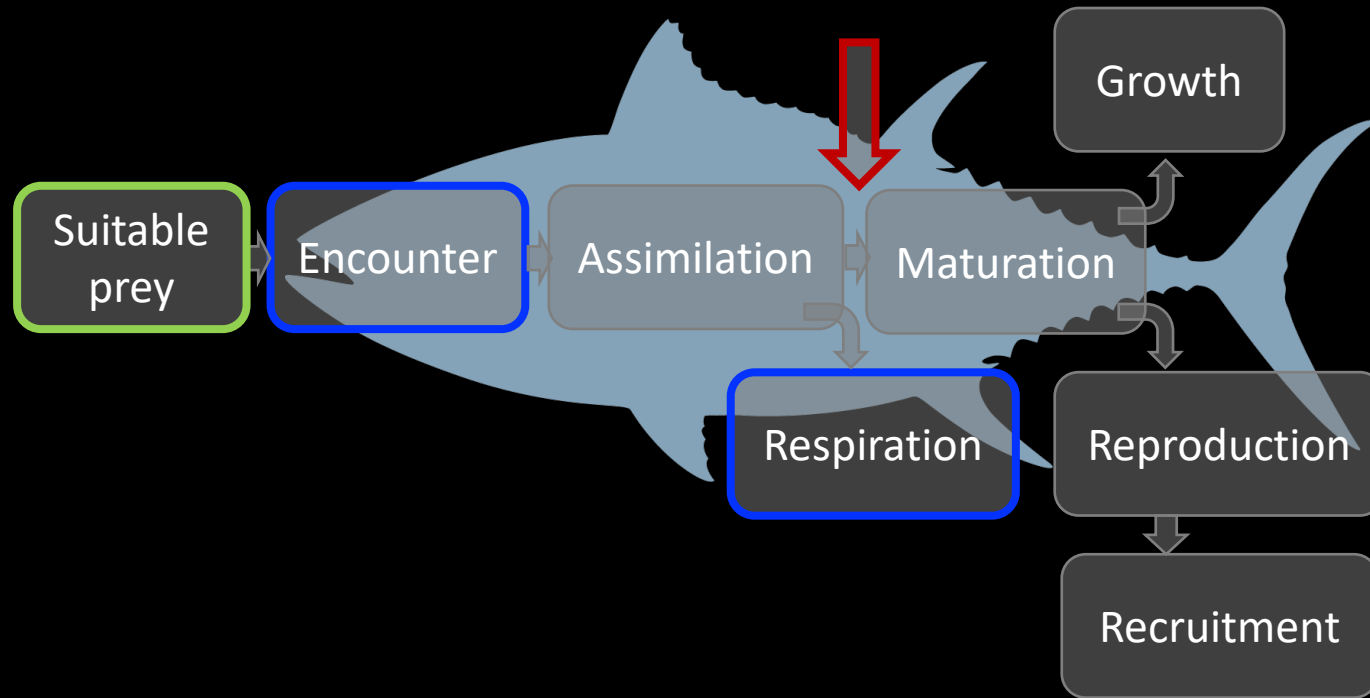 Growth
Suitable
prey
Encounter
Assimilation
Maturation
Respiration
Reproduction
Recruitment